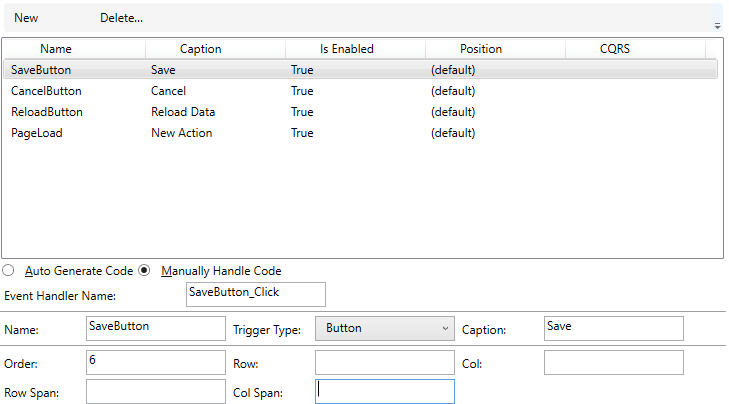 New Delete...
Name Caption Is Enabled Position CQRS
SaveButton Save True (default)
CancelButton Cancel True (default)
ReloadButton Reload Data True (default)
PageLoad New Action True (default)
Auto Generate Code Manually Handle Code
Event Handler Name: SaveButton_Click
Name: SaveButton Trigger Type: Button Caption: Save
Order: 6 Row: Col:
Row Span: Col Span: